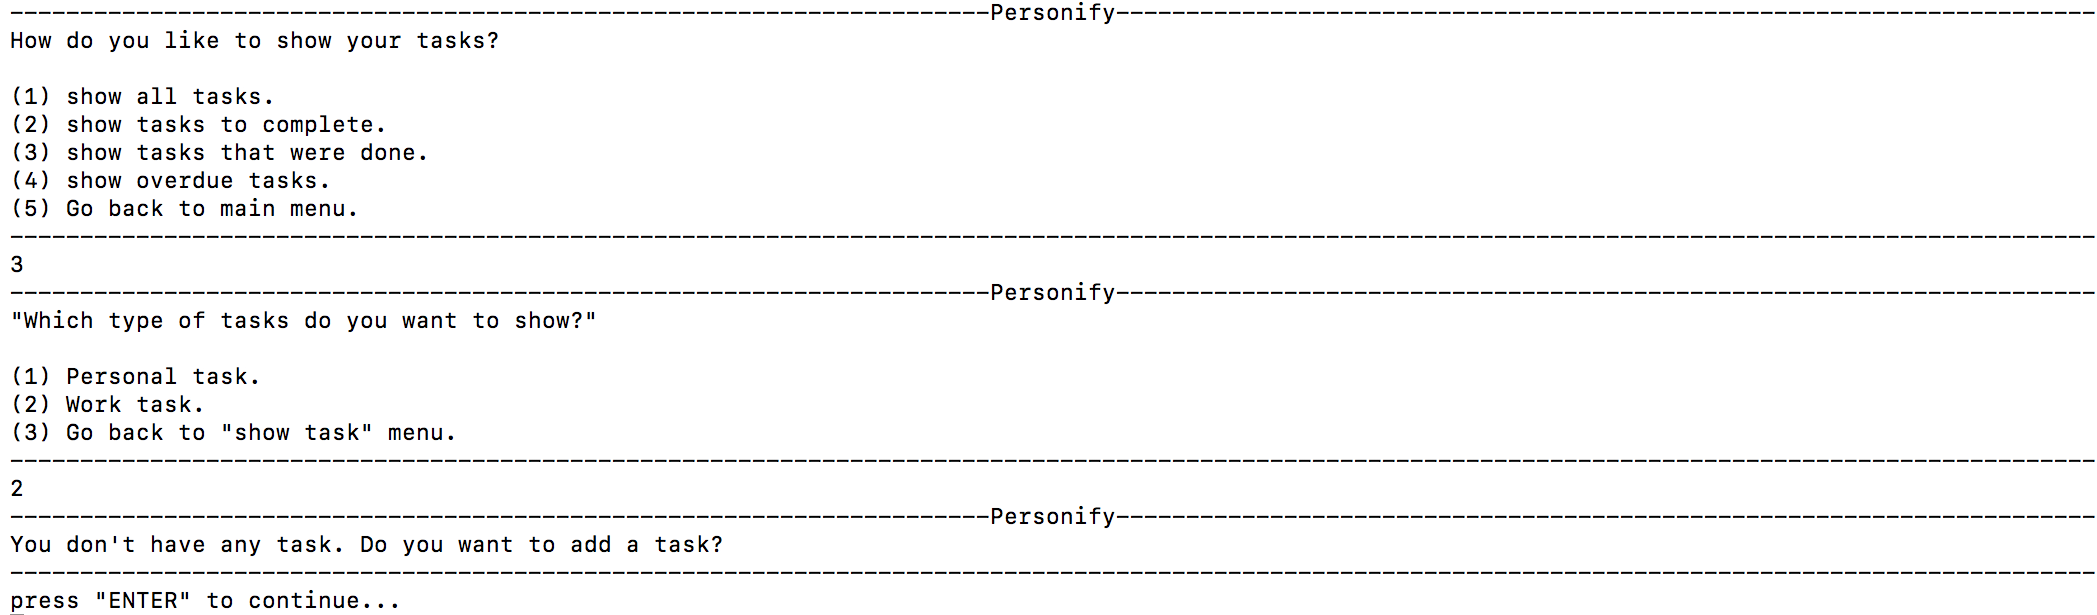 Personify
How do you like to show your tasks?
(1) show all tasks.
(2) show tasks to complete.
(3) show tasks that were done.
(4) show overdue tasks.
(5) Go back to main menu.
3
Personify
"Which type of tasks do you want to show?"
(1) Personal task.
(2) Work task.
(3) Go back to "show task" menu.
2
Personify
You don't have any task. Do you want to add a task?
press "ENTER" to continue...